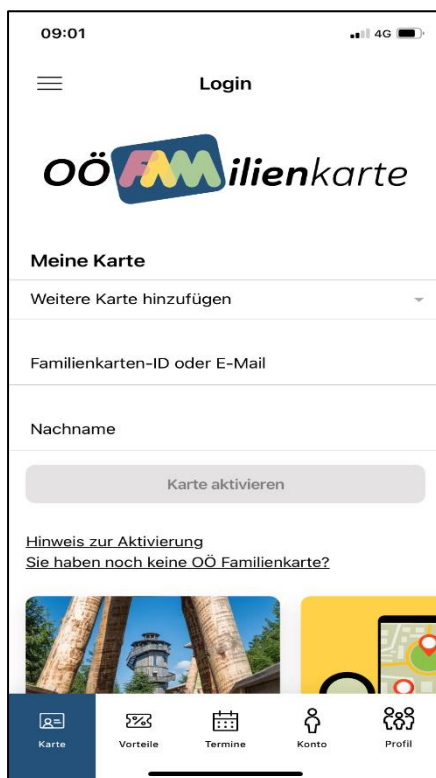 09:01
4G
Login
OÖ FAMilienkarte
Meine Karte
Weitere Karte hinzufügen
Familienkarten-ID oder E-Mail
Nachname
Karte aktivieren
Hinweis zur Aktivierung
Sie haben noch keine OÖ Familienkarte?
Karte
Vorteile
Termine
Konto
Profil